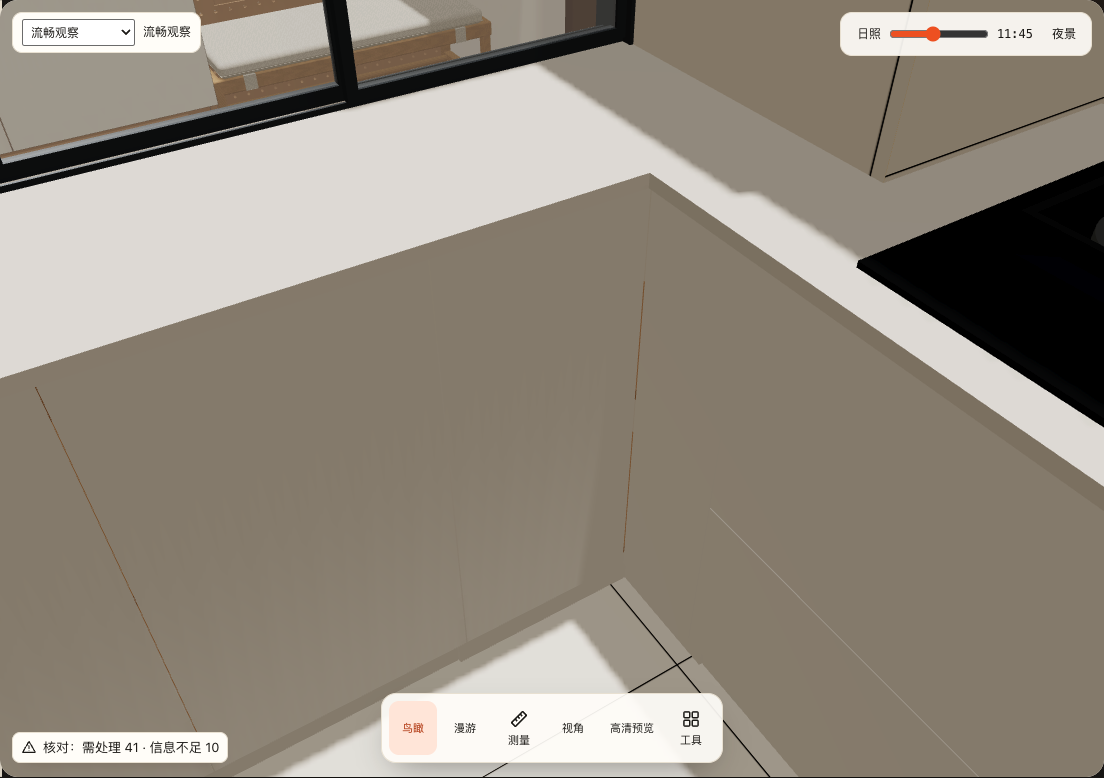 流畅观察 流畅观察
日照 11:45 夜景
核对：需处理 41 · 信息不足 10
鸟瞰 漫游 测量 视角 高清预览 工具